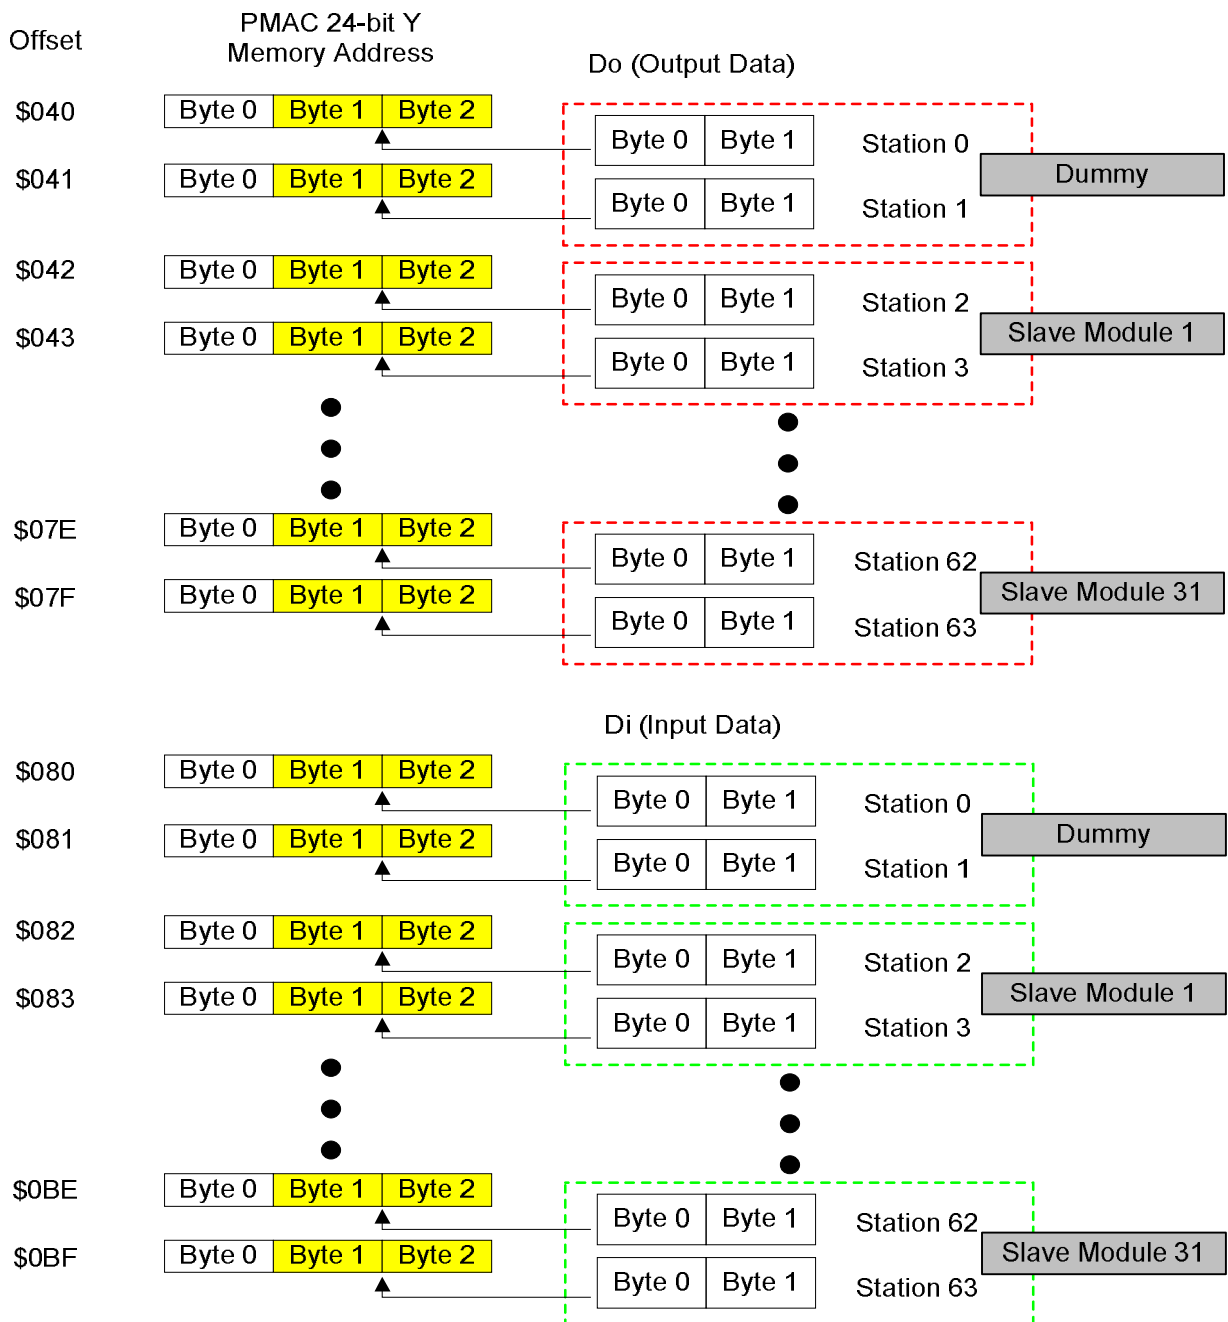 Offset
PMAC 24-bit Y
Memory Address
Do (Output Data)
$040
Byte 0 Byte 1 Byte 2
Byte 0 Byte 1
Station 0
Dummy
$041
Byte 0 Byte 1 Byte 2
Byte 0 Byte 1
Station 1
$042
Byte 0 Byte 1 Byte 2
Byte 0 Byte 1
Station 2
Slave Module 1
$043
Byte 0 Byte 1 Byte 2
Byte 0 Byte 1
Station 3
$07E
Byte 0 Byte 1 Byte 2
Byte 0 Byte 1
Station 62
Slave Module 31
$07F
Byte 0 Byte 1 Byte 2
Byte 0 Byte 1
Station 63
Di (Input Data)
$080
Byte 0 Byte 1 Byte 2
Byte 0 Byte 1
Station 0
Dummy
$081
Byte 0 Byte 1 Byte 2
Byte 0 Byte 1
Station 1
$082
Byte 0 Byte 1 Byte 2
Byte 0 Byte 1
Station 2
Slave Module 1
$083
Byte 0 Byte 1 Byte 2
Byte 0 Byte 1
Station 3
$0BE
Byte 0 Byte 1 Byte 2
Byte 0 Byte 1
Station 62
Slave Module 31
$0BF
Byte 0 Byte 1 Byte 2
Byte 0 Byte 1
Station 63